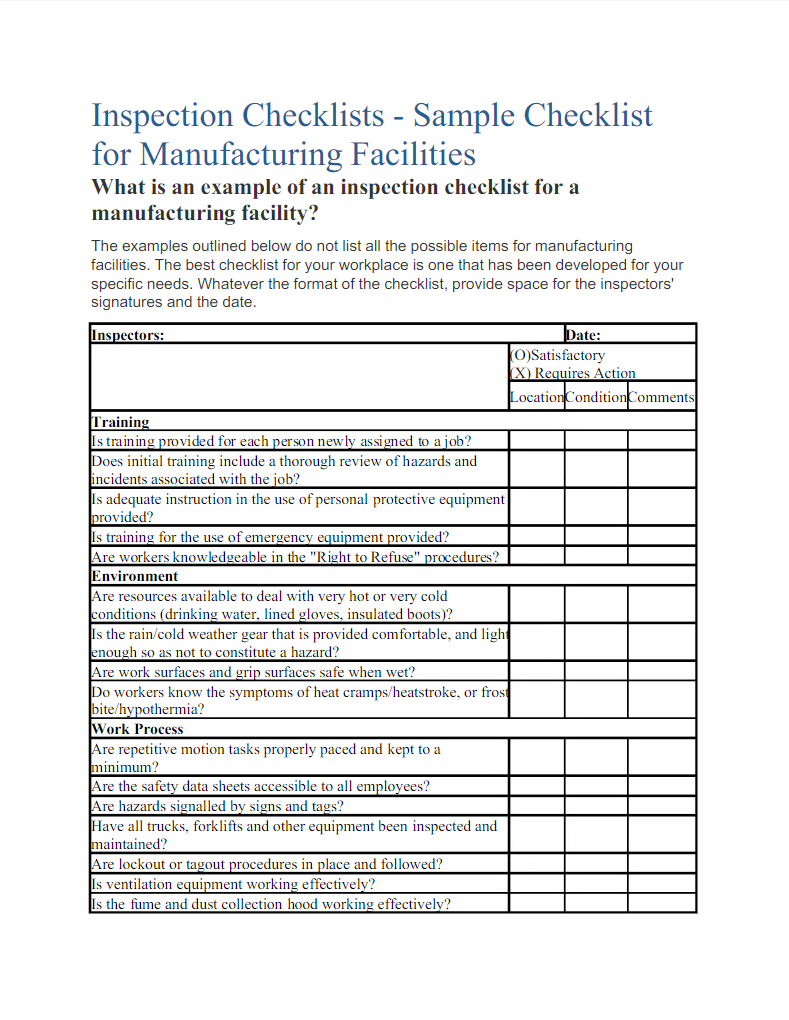 Inspection Checklists - Sample Checklist
for Manufacturing Facilities
What is an example of an inspection checklist for a
manufacturing facility?
The examples outlined below do not list all the possible items for manufacturing
facilities. The best checklist for your workplace is one that has been developed for your
specific needs. Whatever the format of the checklist, provide space for the inspectors'
signatures and the date.
Inspectors: Date:
(O)Satisfactory
(X) Requires Action
Location Condition Comments
Training
Is training provided for each person newly assigned to a job?
Does initial training include a thorough review of hazards and
incidents associated with the job?
Is adequate instruction in the use of personal protective equipment
provided?
Is training for the use of emergency equipment provided?
Are workers knowledgeable in the "Right to Refuse" procedures?
Environment
Are resources available to deal with very hot or very cold
conditions (drinking water, lined gloves, insulated boots)?
Is the rain/cold weather gear that is provided comfortable, and light
enough so as not to constitute a hazard?
Are work surfaces and grip surfaces safe when wet?
Do workers know the symptoms of heat cramps/heatstroke, or frost
bite/hypothermia?
Work Process
Are repetitive motion tasks properly paced and kept to a
minimum?
Are the safety data sheets accessible to all employees?
Are hazards signalled by signs and tags?
Have all trucks, forklifts and other equipment been inspected and
maintained?
Are lockout or tagout procedures in place and followed?
Is ventilation equipment working effectively?
Is the fume and dust collection hood working effectively?